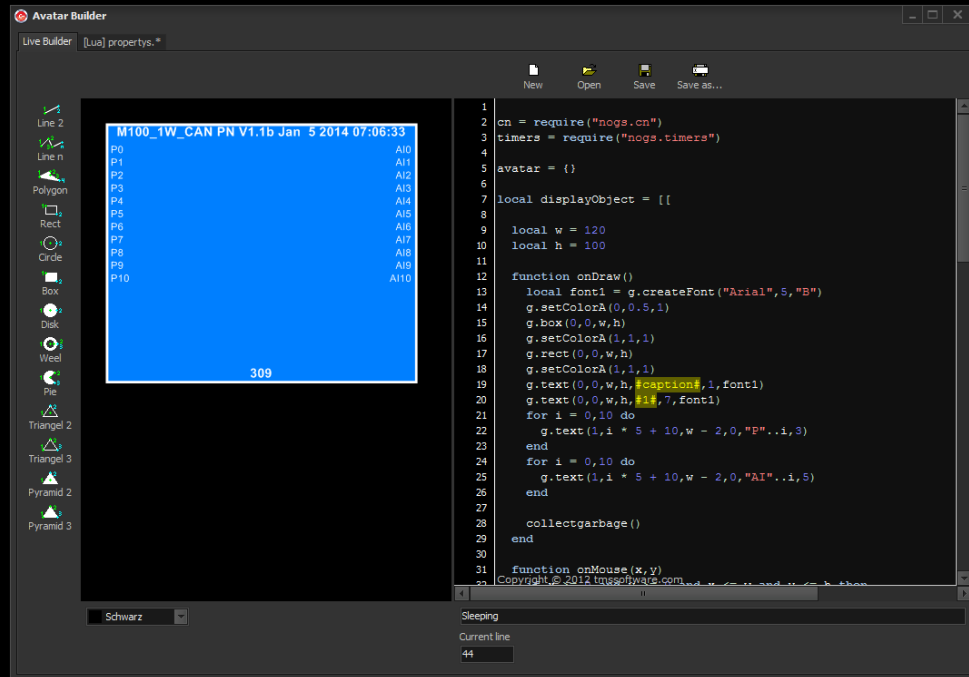 Avatar Builder
Live Builder [Lua] propertys.*
New Open Save Save as...
Line 2
Line n
Polygon
Rect
Circle
Box
Disk
Weel
Pie
Triangel 2
Triangel 3
Pyramid 2
Pyramid 3
M100_1W_CAN PN V1.1b Jan 5 2014 07:06:33
P0 AI0
P1 AI1
P2 AI2
P3 AI3
P4 AI4
P5 AI5
P6 AI6
P7 AI7
P8 AI8
P9 AI9
P10 AI10
309
1
2 cn = require("nogs.cn")
3 timers = require("nogs.timers")
4
5 avatar = {}
6
7 local displayObject = [[
8
9 local w = 120
10 local h = 100
11
12 function onDraw()
13 local font1 = g.createFont("Arial",5,"B")
14 g.setColorA(0,0.5,1)
15 g.box(0,0,w,h)
16 g.setColorA(1,1,1)
17 g.rect(0,0,w,h)
18 g.setColorA(1,1,1)
19 g.text(0,0,w,h,#caption#,1,font1)
20 g.text(0,0,w,h,#1#,7,font1)
21 for i = 0,10 do
22 g.text(1,i * 5 + 10,w - 2,0,"P"..i,3)
23 end
24 for i = 0,10 do
25 g.text(1,i * 5 + 10,w - 2,0,"AI"..i,5)
26 end
27
28 collectgarbage()
29 end
30
31 function onMouse(x,y)
Copyright © 2012 tmssoftware.com
Schwarz
Sleeping
Current line
44